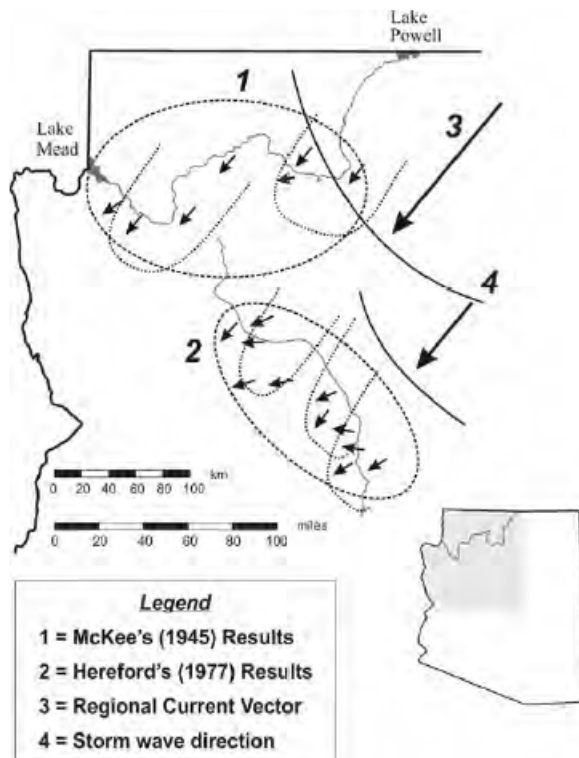 Lake
Powell
1
3
Lake
Mead
4
2
km
0 20 40 60 80 100
miles
0 20 40 60 80 100
Legend
1 = McKee's (1945) Results
2 = Hereford's (1977) Results
3 = Regional Current Vector
4 = Storm wave direction